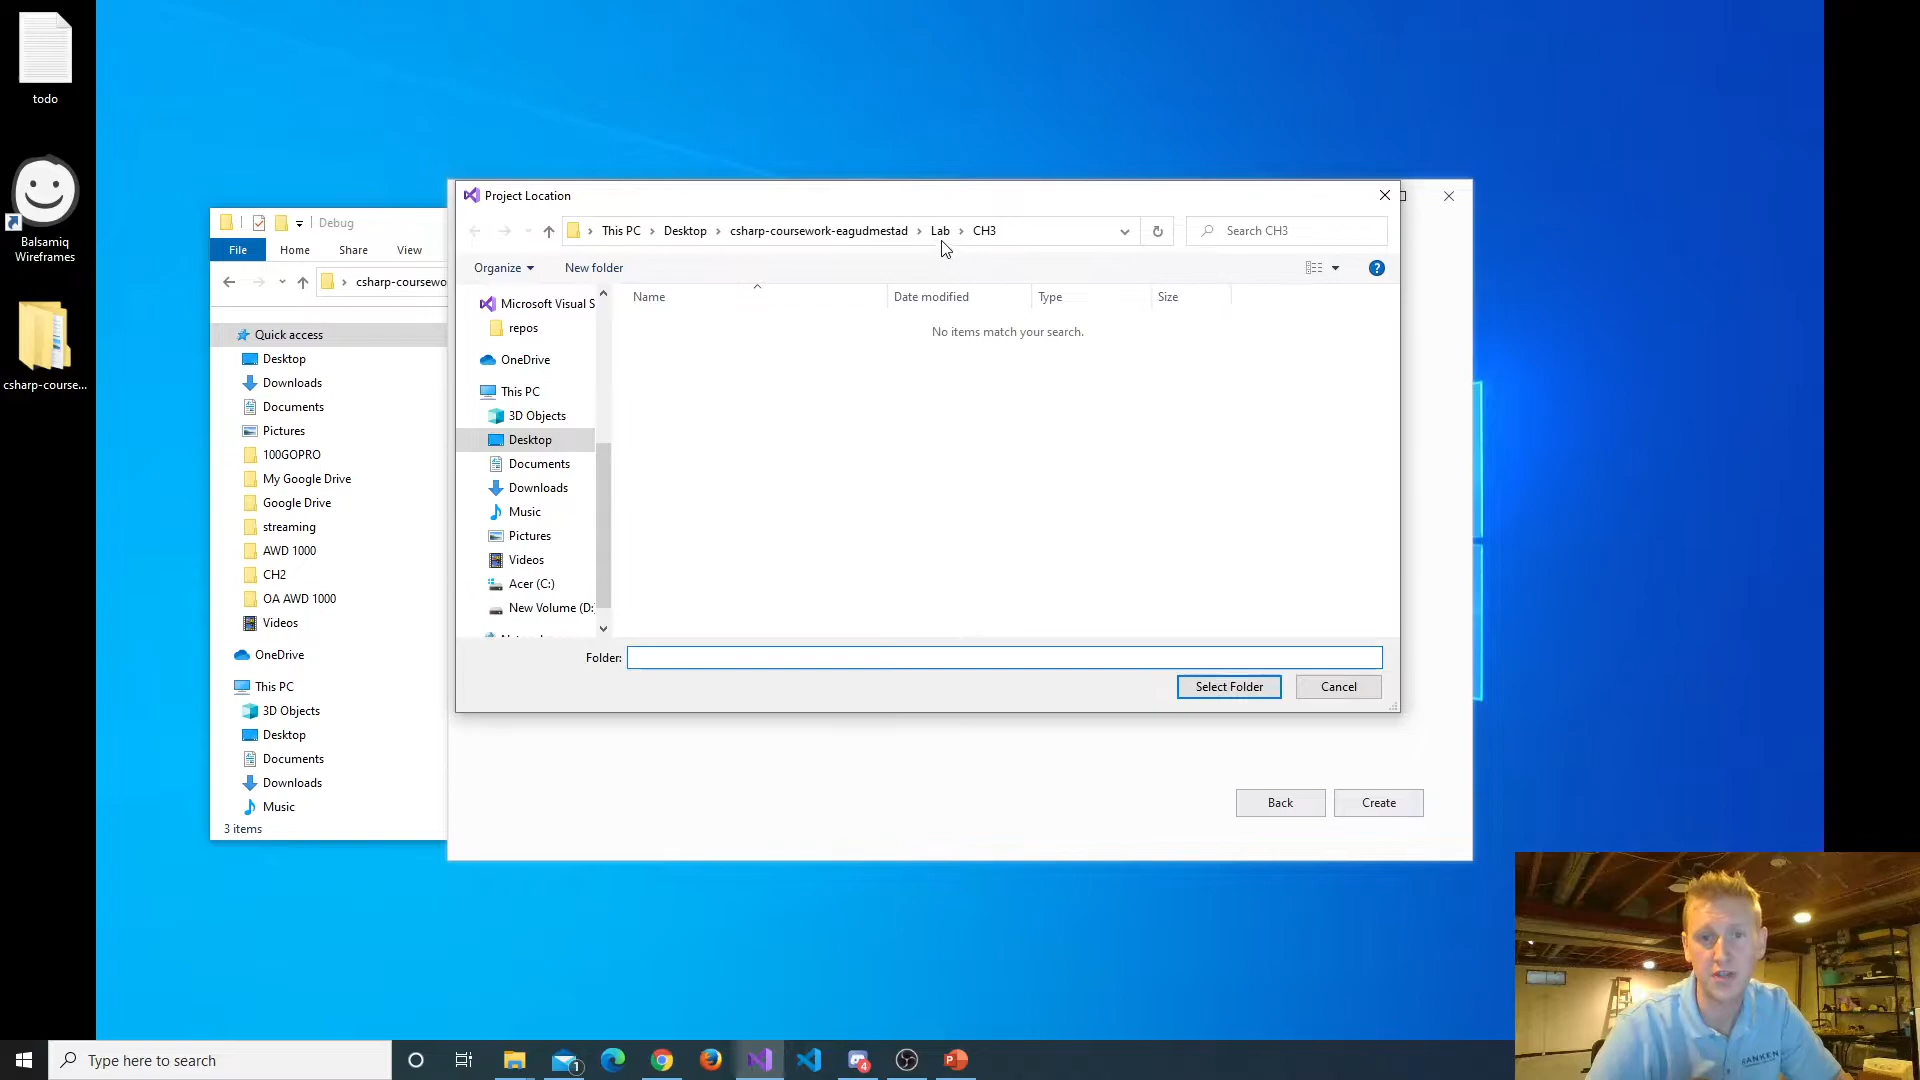 todo
Balsamiq
Wireframes
csharp-course...
Debug
File
Home
Share
View
csharp-coursewo
Quick access
Desktop
Downloads
Documents
Pictures
100GOPRO
My Google Drive
Google Drive
streaming
AWD 1000
CH2
OA AWD 1000
Videos
OneDrive
This PC
3D Objects
Desktop
Documents
Downloads
Music
3 items
Project Location
This PC
Desktop
csharp-coursework-eagudmestad
Lab
CH3
Search CH3
Organize
New folder
Name
Date modified
Type
Size
No items match your search.
Microsoft Visual S
repos
OneDrive
This PC
3D Objects
Desktop
Documents
Downloads
Music
Pictures
Videos
Acer (C:)
New Volume (D:
Folder:
Select Folder
Cancel
Back
Create
Type here to search
1
4
RANKEN